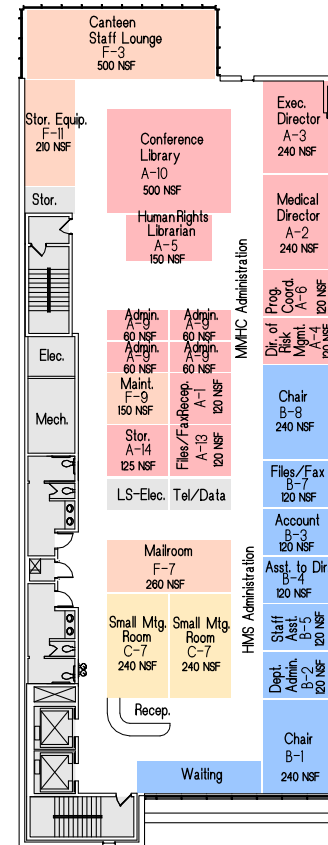 Canteen
Staff Lounge
F-3
500 NSF
Stor. Equip.
F-11
210 NSF
Stor.
Conference
Library
A-10
500 NSF
Human Rights
Librarian
A-5
150 NSF
Exec.
Director
A-3
240 NSF
Medical
Director
A-2
240 NSF
Prog.
Coord.
A-6
120 NSF
Dir. of
Risk
Mgmt.
A-4
120 NSF
MMHC Administration
Admin.
A-9
60 NSF
Admin.
A-9
60 NSF
Admin.
A-9
60 NSF
Admin.
A-9
60 NSF
Elec.
Mech.
Maint.
F-9
150 NSF
Recep.
A-1
120 NSF
Stor.
A-14
125 NSF
Files/Fax
A-13
120 NSF
LS-Elec.
Tel/Data
Chair
B-8
240 NSF
Files/Fax
B-7
120 NSF
Account
B-3
120 NSF
Asst. to Dir
B-4
120 NSF
Staff
Asst.
B-5
120 NSF
Dept.
Admin.
B-2
120 NSF
HMS Administration
Mailroom
F-7
260 NSF
Small Mtg.
Room
C-7
240 NSF
Small Mtg.
Room
C-7
240 NSF
Recep.
Chair
B-1
240 NSF
Waiting